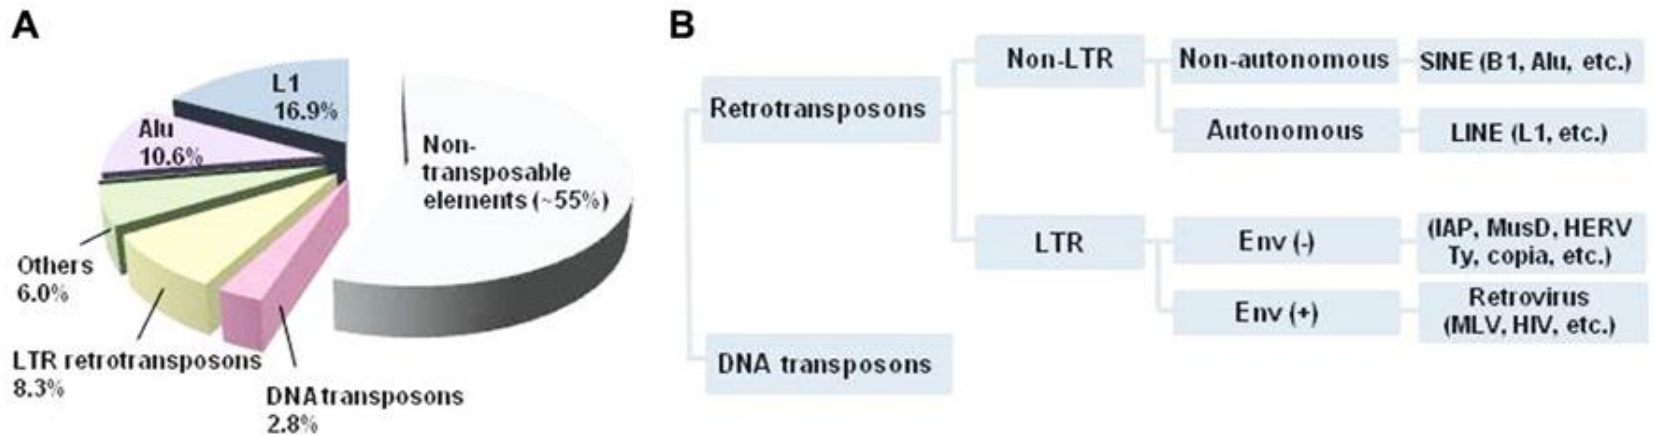 A
L1
16.9%
Alu
10.6%
Non-
transposable
elements (~55%)
Others
6.0%
LTR retrotransposons
8.3%
DNA transposons
2.8%
B
Retrotransposons
Non-LTR
Non-autonomous
SINE (B1, Alu, etc.)
Autonomous
LINE (L1, etc.)
LTR
Env (-)
(IAP, MusD, HERV
Ty, copia, etc.)
Env (+)
Retrovirus
(MLV, HIV, etc.)
DNA transposons